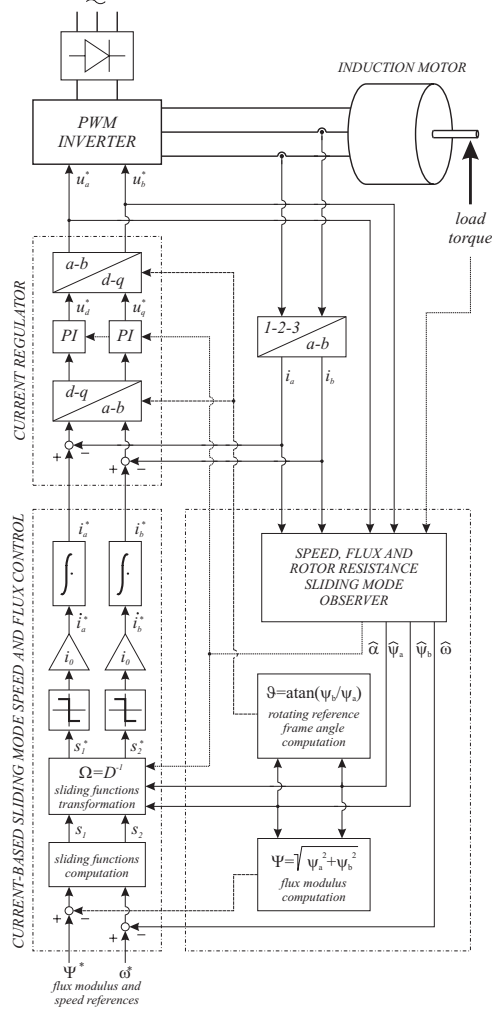 ~
INDUCTION MOTOR
PWM
INVERTER
u*a
u*b
load
torque
a-b
d-q
u*d
u*q
1-2-3
a-b
PI
PI
ia
ib
d-q
a-b
CURRENT REGULATOR
+
−
+
−
i*a
i*b
SPEED, FLUX AND
ROTOR RESISTANCE
SLIDING MODE
OBSERVER
∫·
∫·
i̇*a
i̇*b
α̂
ψ̂a
ψ̂b
ω̂
i0
i0
ϑ=atan(ψb/ψa)
rotating reference
frame angle
computation
s1*
s2*
Ω=D-1
sliding functions
transformation
s1
s2
sliding functions
computation
Ψ=√ψa2+ψb2
flux modulus
computation
+
−
+
−
Ψ*
ω*
flux modulus and
speed references
CURRENT-BASED SLIDING MODE SPEED AND FLUX CONTROL